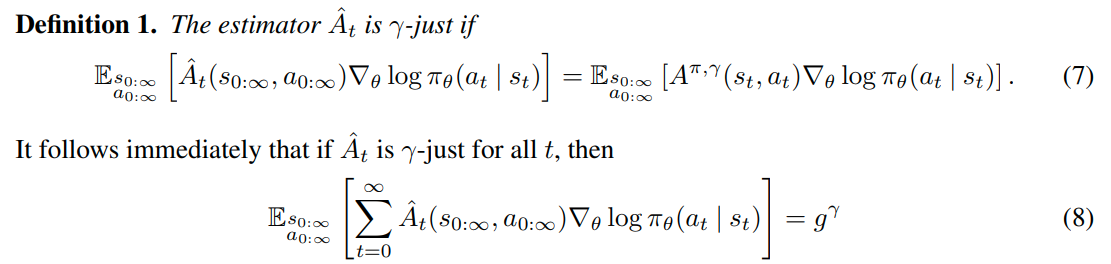 Definition 1. The estimator Â_t is γ-just if
𝔼_{s_{0:∞} a_{0:∞}} [Â_t(s_{0:∞}, a_{0:∞})∇_θ log π_θ(a_t | s_t)] = 𝔼_{s_{0:∞} a_{0:∞}} [A^{π,γ}(s_t, a_t)∇_θ log π_θ(a_t | s_t)] . (7)
It follows immediately that if Â_t is γ-just for all t, then
𝔼_{s_{0:∞} a_{0:∞}} [∑_{t=0}^{∞} Â_t(s_{0:∞}, a_{0:∞})∇_θ log π_θ(a_t | s_t)] = g^γ (8)